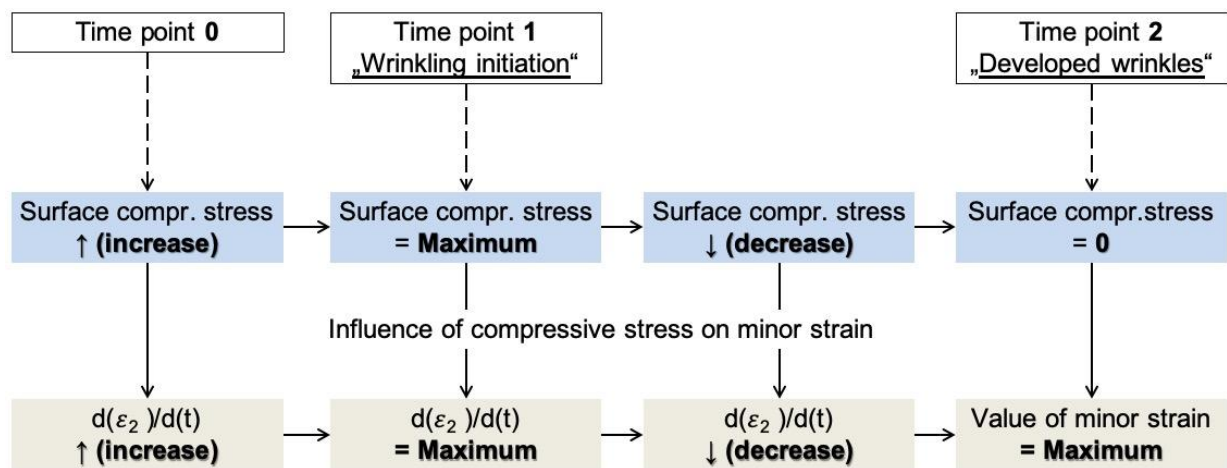 Time point 0
Time point 1
„Wrinkling initiation“
Time point 2
„Developed wrinkles“
Surface compr. stress
↑ (increase)
Surface compr. stress
= Maximum
Surface compr. stress
↓ (decrease)
Surface compr.stress
= 0
Influence of compressive stress on minor strain
d(ε₂)/d(t)
↑ (increase)
d(ε₂)/d(t)
= Maximum
d(ε₂)/d(t)
↓ (decrease)
Value of minor strain
= Maximum